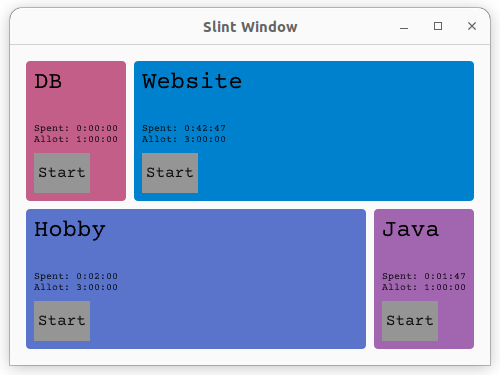 Slint Window
DB
Spent: 0:00:00
Allot: 1:00:00
Start
Website
Spent: 0:42:47
Allot: 3:00:00
Start
Hobby
Spent: 0:02:00
Allot: 3:00:00
Start
Java
Spent: 0:01:47
Allot: 1:00:00
Start